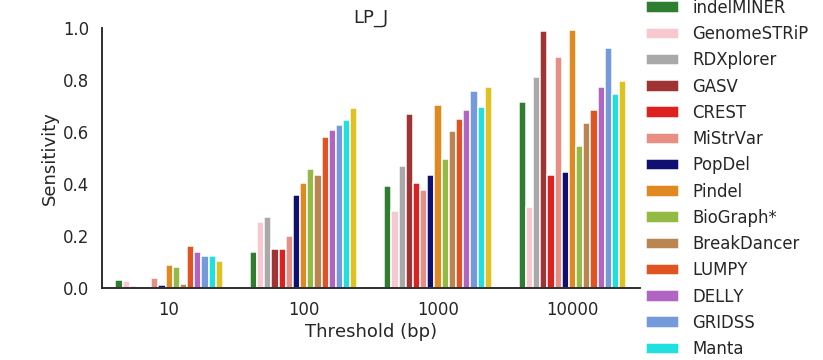 LP_J
1.0
0.8
0.6
0.4
0.2
0.0
Sensitivity
10
100
1000
10000
Threshold (bp)
indelMINER
GenomeSTRiP
RDXplorer
GASV
CREST
MiStrVar
PopDel
Pindel
BioGraph*
BreakDancer
LUMPY
DELLY
GRIDSS
Manta